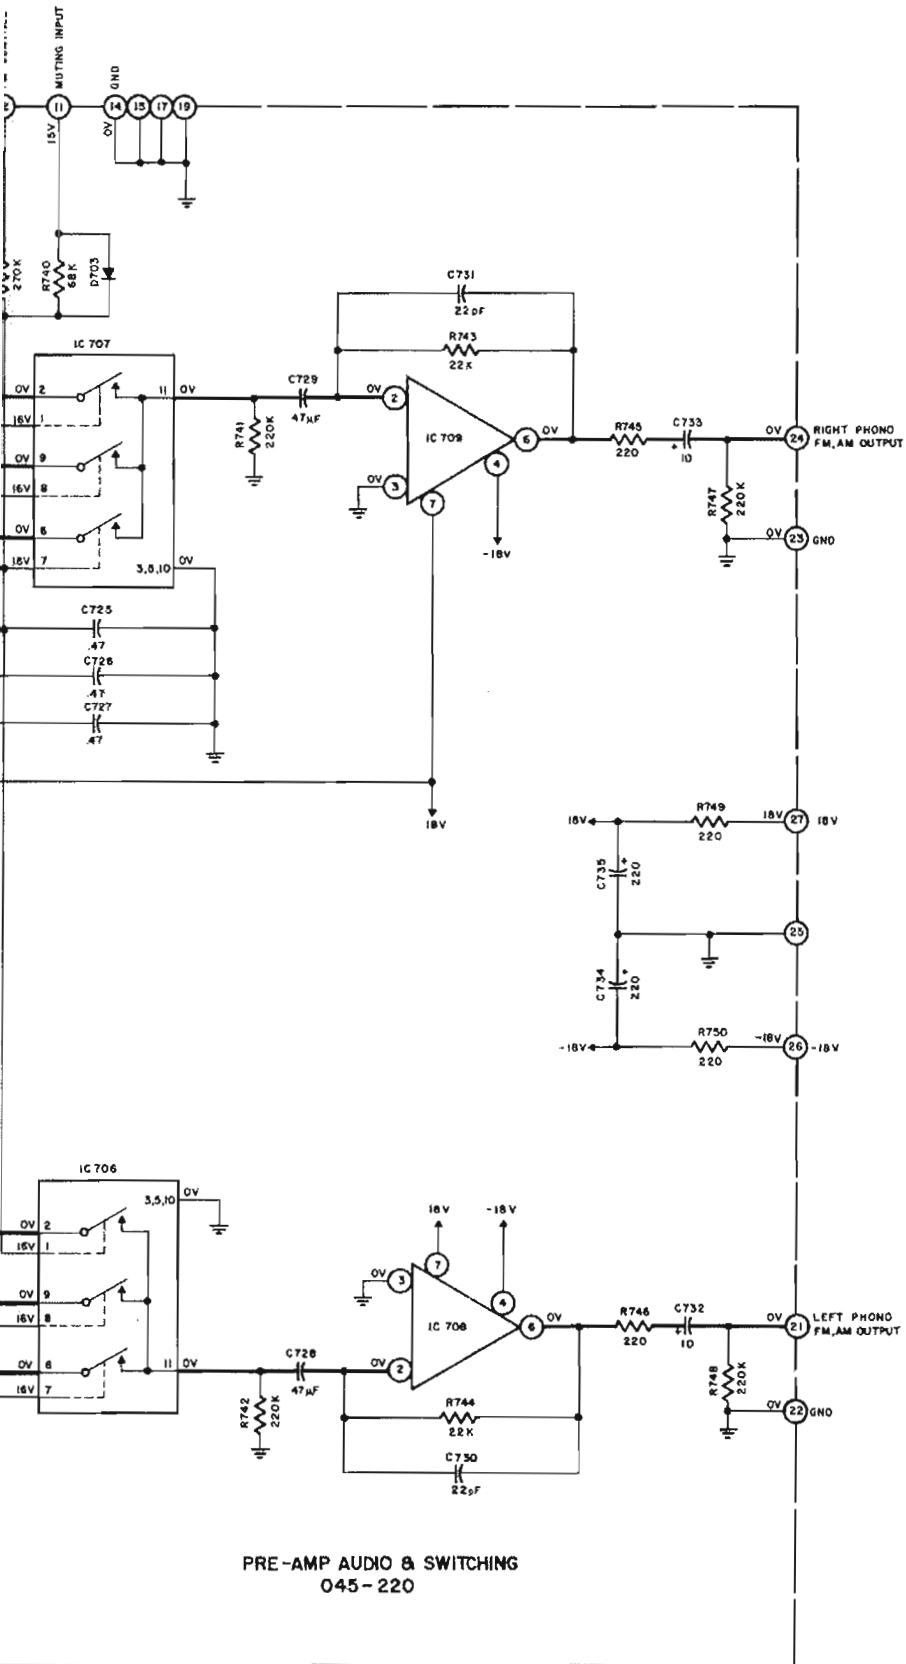 MUTING INPUT
GND
11
14
15
17
19
15V
0V
270K
R740
68K
D703
C731
22pF
R743
22K
IC 707
0V 2
16V 1
0V 9
16V 8
0V 6
16V 7
11 0V
3,5,10 0V
R741
220K
C729
47µF
0V 2
IC 709
0V 3
7
4
6 0V
-18V
R745
220
C733
+
10
0V 24
RIGHT PHONO
FM,AM OUTPUT
R747
220K
0V 23 GND
C725
.47
C726
.47
C727
.47
18V
18V
R749
220
18V 27 18V
C735
+
220
25
C734
+
220
-18V
R750
220
-18V 26 -18V
IC 706
3,5,10 0V
0V 2
16V 1
0V 9
16V 8
0V 6
16V 7
11 0V
R742
220K
C728
47µF
18V
-18V
7
4
0V 3
IC 708
6 0V
0V 2
R744
22K
C730
22pF
R746
220
C732
+
10
0V 21
LEFT PHONO
FM,AM OUTPUT
R748
220K
0V 22 GND
PRE-AMP AUDIO & SWITCHING
045-220